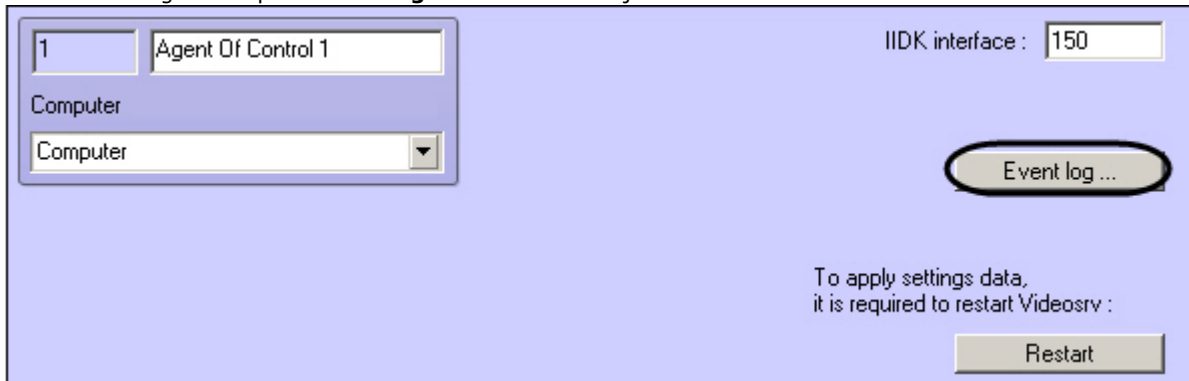 1
Agent Of Control 1
IIDK interface : 150
Computer
Computer
Event log ...
To apply settings data,
it is required to restart Videosrv :
Restart